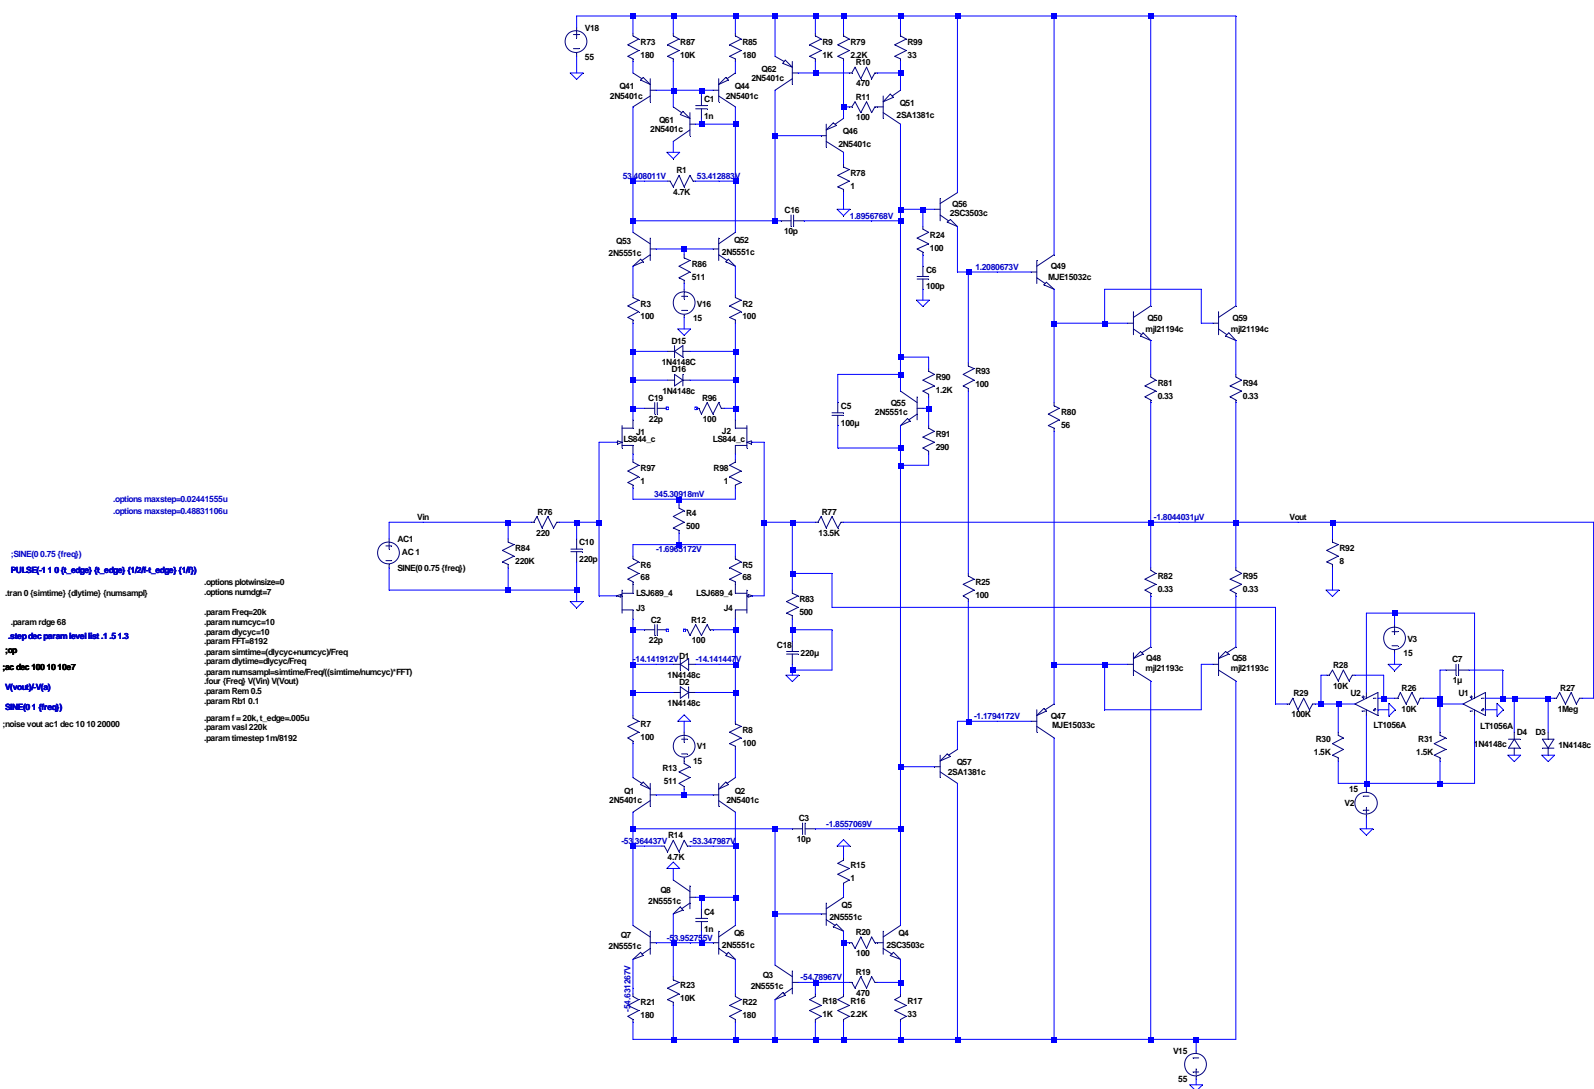 V18
55
R73
180
R87
10K
R85
180
Q62
2N5401c
R9
1K
R79
2.2K
R99
33
R10
470
Q41
2N5401c
Q44
2N5401c
C1
1n
Q61
2N5401c
R11
100
Q51
2SA1381c
Q46
2N5401c
R78
1
53.408011V
R1
4.7K
53.412883V
C16
10p
1.8956768V
Q56
2SC3503c
R24
100
C6
100p
Q53
2N5551c
Q52
2N5551c
R86
511
V16
15
1.2080673V
Q49
MJE15032c
R3
100
R2
100
Q50
mjl21194c
Q59
mjl21194c
D15
1N4148C
D16
1N4148c
R93
100
R90
1.2K
R81
0.33
R94
0.33
C19
22p
R96
100
C5
100µ
Q55
2N5551c
R80
56
J1
LS844_c
J2
LS844_c
R91
290
R97
1
R98
1
345.30918mV
.options maxstep=0.02441555u
.options maxstep=0.48831106u
Vin
R76
220
R4
500
R77
13.5K
-1.8044031µV
Vout
AC1
AC 1
SINE(0 0.75 {freq})
R84
220K
C10
220p
-1.6963172V
R92
8
;SINE(0 0.75 {freq})
PULSE(-1 1 0 {t_edge} {t_edge} {1/2/f-t_edge} {1/f})
.tran 0 {simtime} {dlytime} {numsampl}
.options plotwinsize=0
.options numdgt=7
R6
68
R5
68
R25
100
R82
0.33
R95
0.33
LSJ689_4
J3
LSJ689_4
J4
R83
500
.param rdge 68
.step dec param level list .1 .5 1.3
;op
;ac dec 100 10 10e7
V(vout)/-V(a)
SINE(0 1 {freq})
;noise vout ac1 dec 10 10 20000
.param Freq=20k
.param numcyc=10
.param dlycyc=10
.param FFT=8192
.param simtime=(dlycyc+numcyc)/Freq
.param dlytime=dlycyc/Freq
.param numsampl=simtime/Freq/((simtime/numcyc)*FFT)
.four {Freq} V(Vin) V(Vout)
.param Rem 0.5
.param Rb1 0.1
.param f = 20k, t_edge=.005u
.param vasl 220k
.param timestep 1m/8192
C2
22p
R12
100
C18
220µ
-14.141912V
D1
-14.141447V
1N4148c
D2
1N4148c
Q48
mjl21193c
Q58
mjl21193c
V3
15
R28
10K
C7
1µ
R29
100K
U2
LT1056A
R26
10K
U1
LT1056A
R27
1Meg
R7
100
R8
100
V1
15
R13
511
-1.1794172V
Q47
MJE15033c
R30
1.5K
R31
1.5K
D4
1N4148c
D3
1N4148c
Q57
2SA1381c
15
V2
Q1
2N5401c
Q2
2N5401c
C3
10p
-1.8557069V
-53.364437V
R14
4.7K
-53.347987V
R15
1
Q8
2N5551c
C4
1n
Q5
2N5551c
Q7
2N5551c
-53.952755V
Q6
2N5551c
R20
100
Q4
2SC3503c
-54.631267V
R23
10K
Q3
2N5551c
-54.78967V
R19
470
R21
180
R22
180
R18
1K
R16
2.2K
R17
33
V15
55